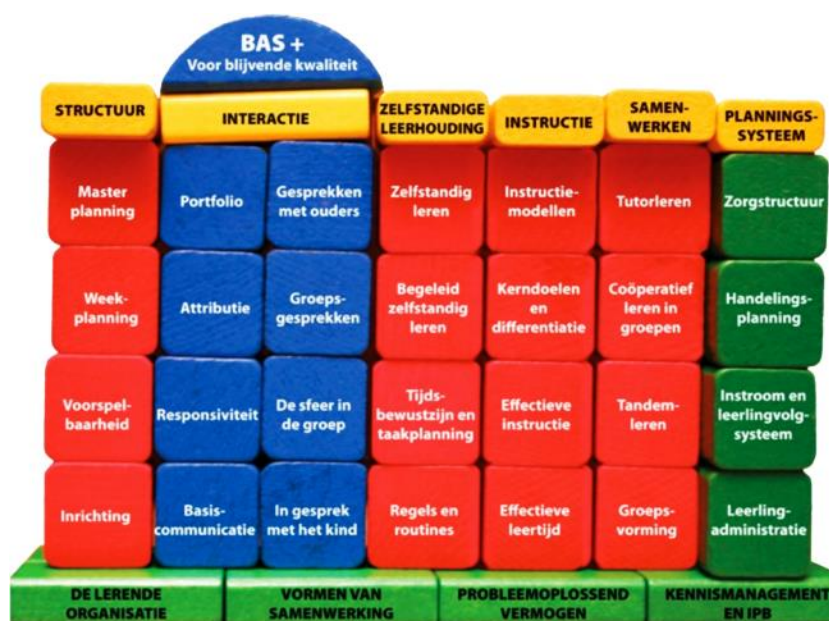 BAS +
Voor blijvende kwaliteit
STRUCTUUR
INTERACTIE
ZELFSTANDIGE
LEERHOUDING
INSTRUCTIE
SAMEN-
WERKEN
PLANNINGS-
SYSTEEM
Master
planning
Portfolio
Gesprekken
met ouders
Zelfstandig
leren
Instructie-
modellen
Tutorleren
Zorgstructuur
Week-
planning
Attributie
Groeps-
gesprekken
Begeleid
zelfstandig
leren
Kerndoelen
en
differentiatie
Coöperatief
leren in
groepen
Handelings-
planning
Voorspel-
baarheid
Responsiviteit
De sfeer in
de groep
Tijds-
bewustzijn en
taakplanning
Effectieve
instructie
Tandem-
leren
Instroom en
leerlingvolg-
systeem
Inrichting
Basis-
communicatie
In gesprek
met het kind
Regels en
routines
Effectieve
leertijd
Groeps-
vorming
Leerling-
administratie
DE LERENDE
ORGANISATIE
VORMEN VAN
SAMENWERKING
PROBLEEMOPLOSSEND
VERMOGEN
KENNISMANAGEMENT
EN IPB